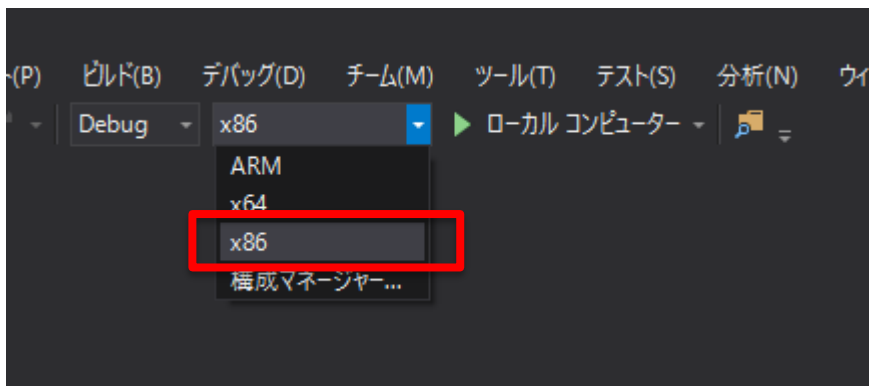 (P) ビルド(B) デバッグ(D) チーム(M) ツール(T) テスト(S) 分析(N) ウィ
Debug x86 ローカル コンピューター
ARM
x64
x86
構成マネージャー...